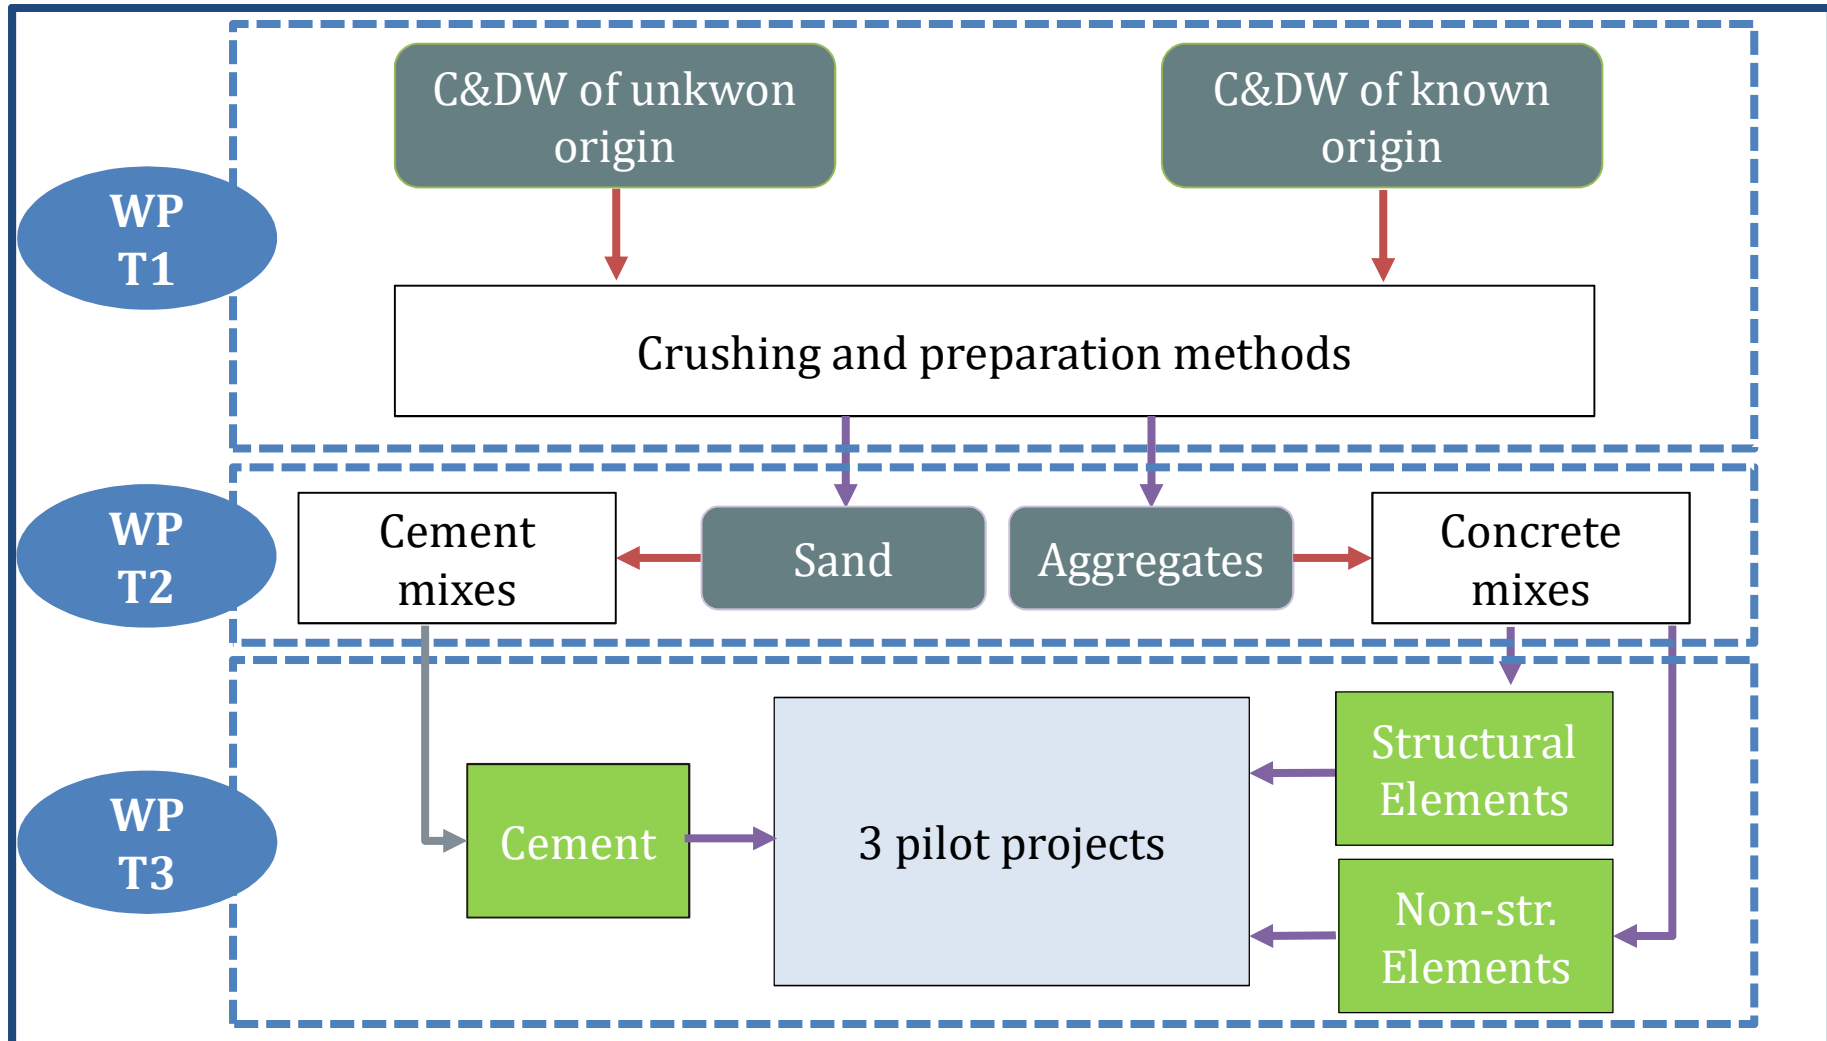 C&DW of unkwon
origin
C&DW of known
origin
WP
T1
Crushing and preparation methods
WP
T2
Cement
mixes
Sand
Aggregates
Concrete
mixes
WP
T3
Cement
3 pilot projects
Structural
Elements
Non-str.
Elements